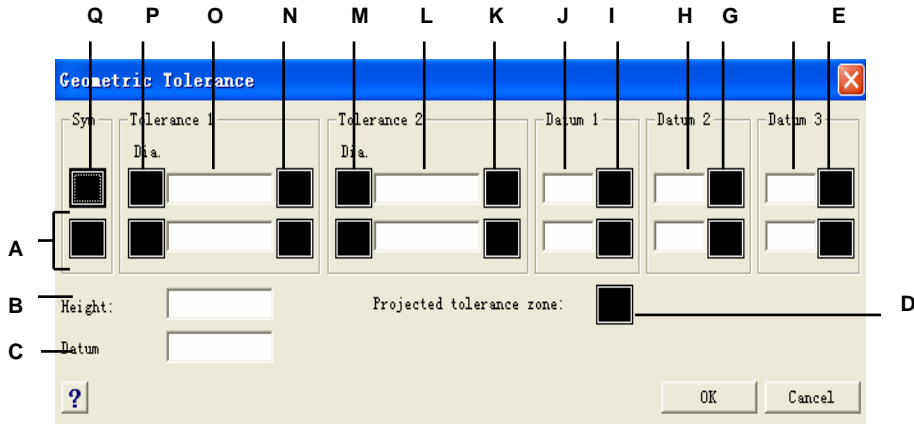 Q P O N M L K J I H G E
Geometric Tolerance
Sym Tolerance 1 Tolerance 2 Datum 1 Datum 2 Datum 3
Dia. Dia.
A
B Height: Projected tolerance zone: D
C Datum
? OK Cancel